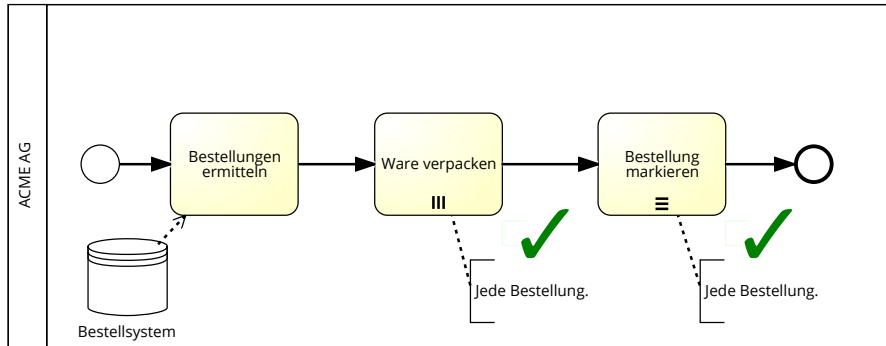 ACME AG
Bestellungen
ermitteln
Ware verpacken
Bestellung
markieren
Jede Bestellung.
Jede Bestellung.
Bestellsystem